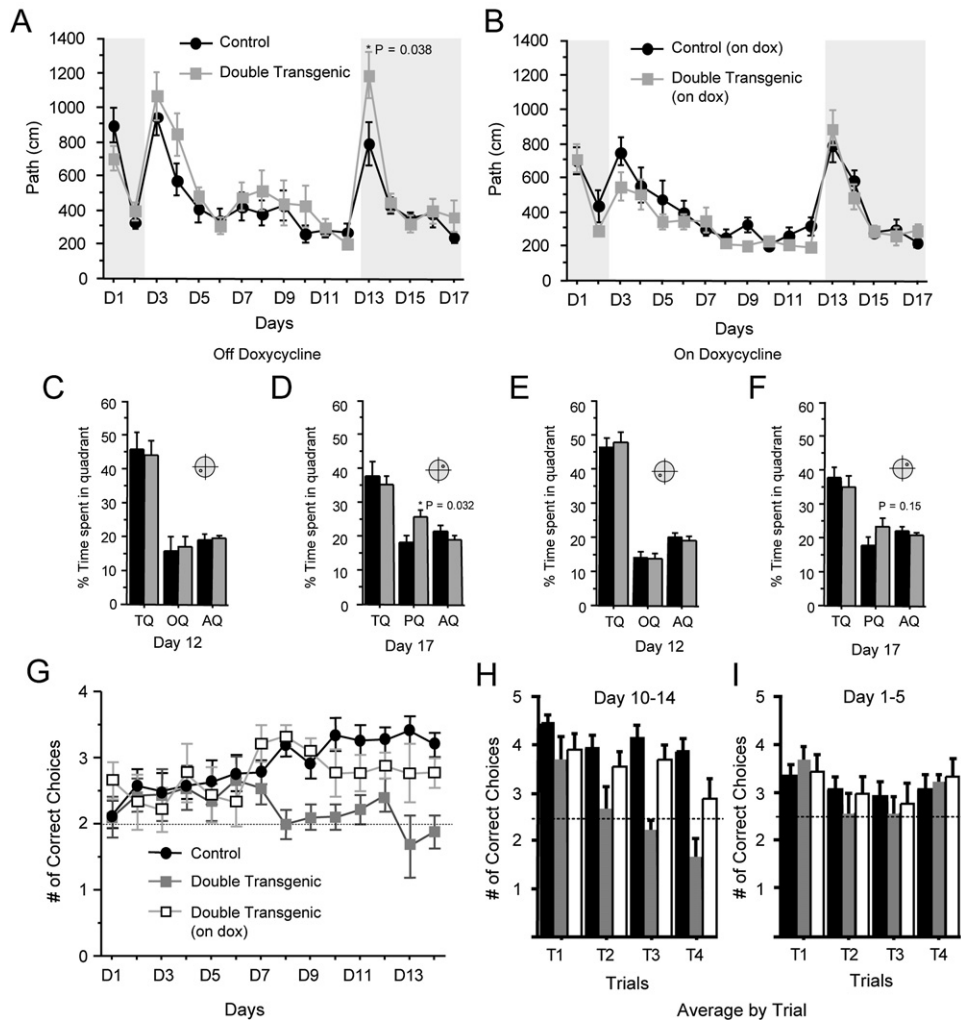 A
1400
1200
1000
800
600
400
200
0
Path (cm)
Control
Double Transgenic
* P = 0.038
D1 D3 D5 D7 D9 D11 D13 D15 D17
Days
Off Doxycycline
B
1400
1200
1000
800
600
400
200
0
Path (cm)
Control (on dox)
Double Transgenic
(on dox)
D1 D3 D5 D7 D9 D11 D13 D15 D17
Days
On Doxycycline
C
60
50
40
30
20
10
0
% Time spent in quadrant
TQ OQ AQ
Day 12
D
60
50
40
30
20
10
0
% Time spent in quadrant
* P = 0.032
TQ PQ AQ
Day 17
E
60
50
40
30
20
10
0
% Time spent in quadrant
TQ OQ AQ
Day 12
F
60
50
40
30
20
10
0
% Time spent in quadrant
P = 0.15
TQ PQ AQ
Day 17
G
4
3
2
1
0
# of Correct Choices
Control
Double Transgenic
Double Transgenic
(on dox)
D1 D3 D5 D7 D9 D11 D13
Days
H
Day 10-14
5
4
3
2
1
# of Correct Choices
T1 T2 T3 T4
Trials
I
Day 1-5
5
4
3
2
1
# of Correct Choices
T1 T2 T3 T4
Trials
Average by Trial